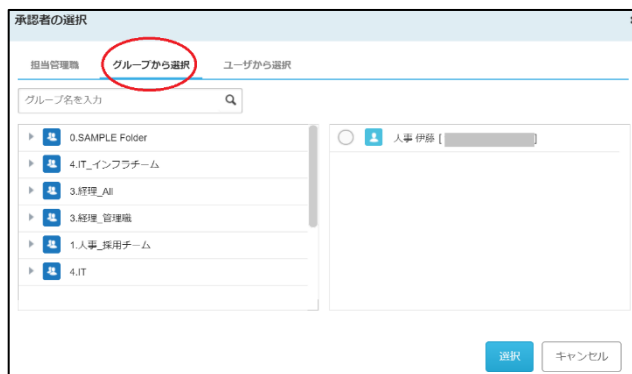 承認者の選択
担当管理職 グループから選択 ユーザから選択
グループ名を入力
0.SAMPLE Folder
4.IT_インフラチーム
3.経理_All
3.経理_管理職
1.人事_採用チーム
4.IT
人事 伊藤 [ ]
選択 キャンセル